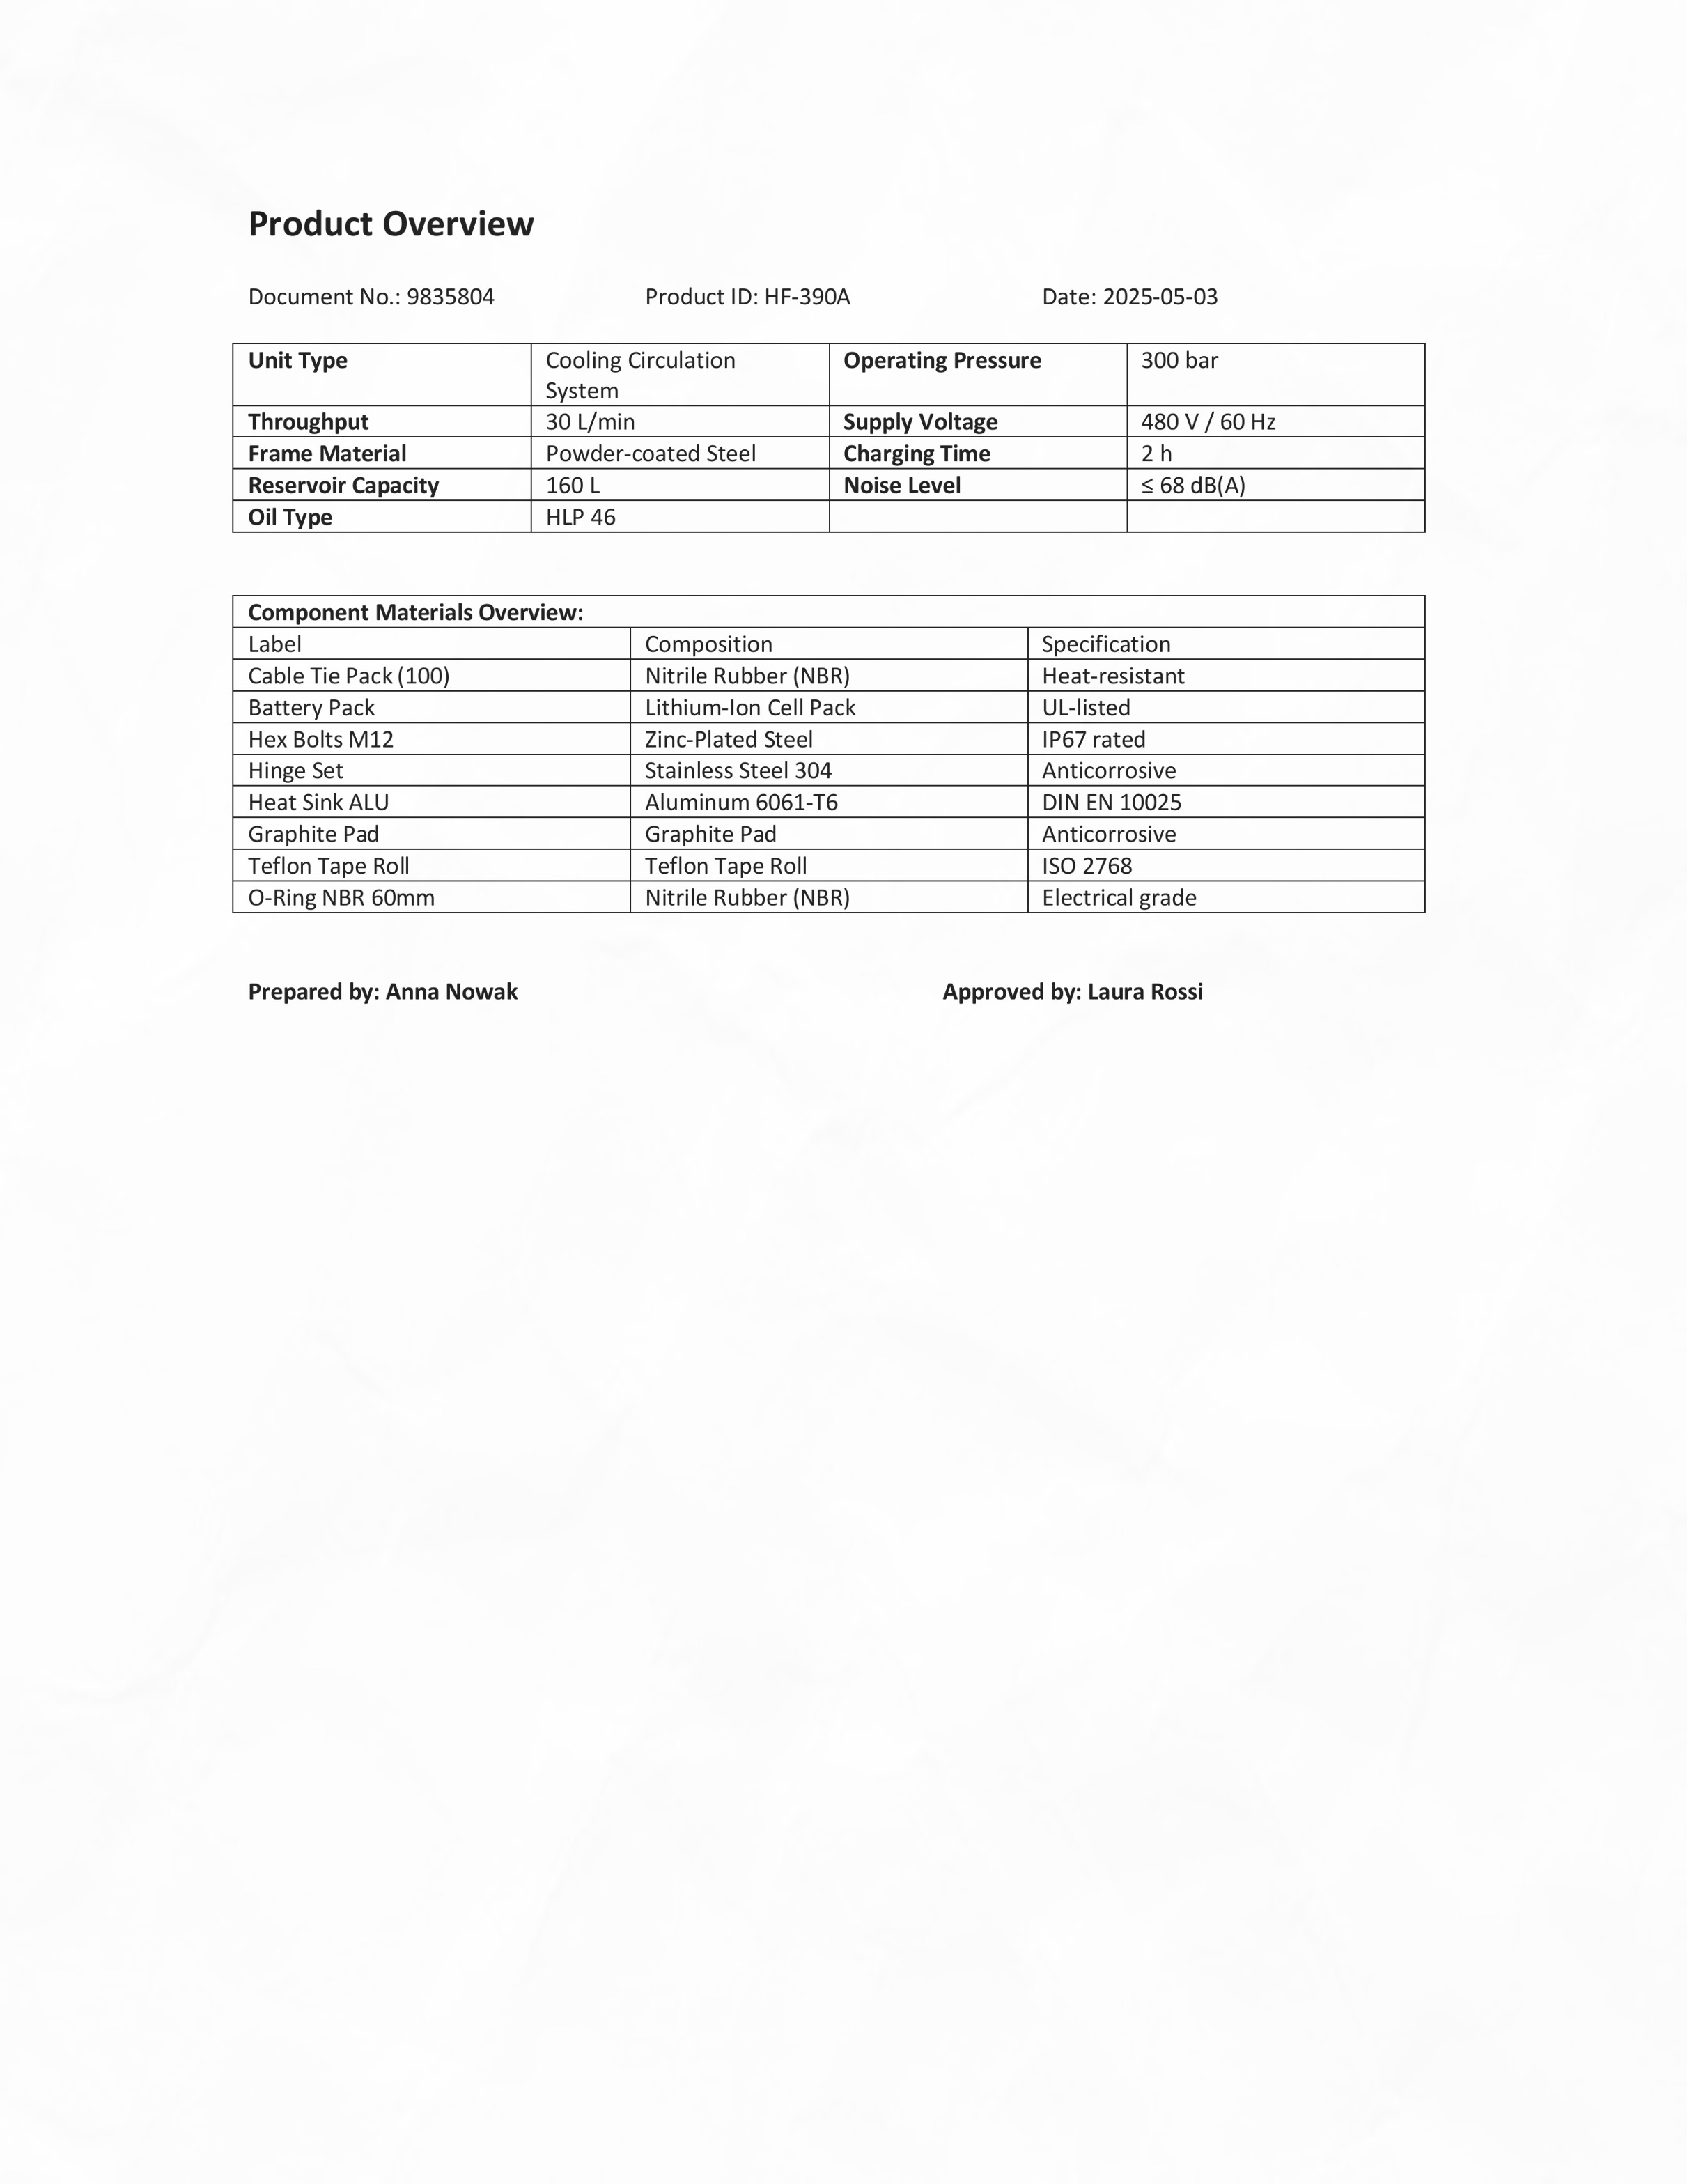 Product Overview
Document No.: 9835804 Product ID: HF-390A Date: 2025-05-03
Unit Type Cooling Circulation System Operating Pressure 300 bar
Throughput 30 L/min Supply Voltage 480 V / 60 Hz
Frame Material Powder-coated Steel Charging Time 2 h
Reservoir Capacity 160 L Noise Level ≤ 68 dB(A)
Oil Type HLP 46
Component Materials Overview:
Label Composition Specification
Cable Tie Pack (100) Nitrile Rubber (NBR) Heat-resistant
Battery Pack Lithium-Ion Cell Pack UL-listed
Hex Bolts M12 Zinc-Plated Steel IP67 rated
Hinge Set Stainless Steel 304 Anticorrosive
Heat Sink ALU Aluminum 6061-T6 DIN EN 10025
Graphite Pad Graphite Pad Anticorrosive
Teflon Tape Roll Teflon Tape Roll ISO 2768
O-Ring NBR 60mm Nitrile Rubber (NBR) Electrical grade
Prepared by: Anna Nowak Approved by: Laura Rossi